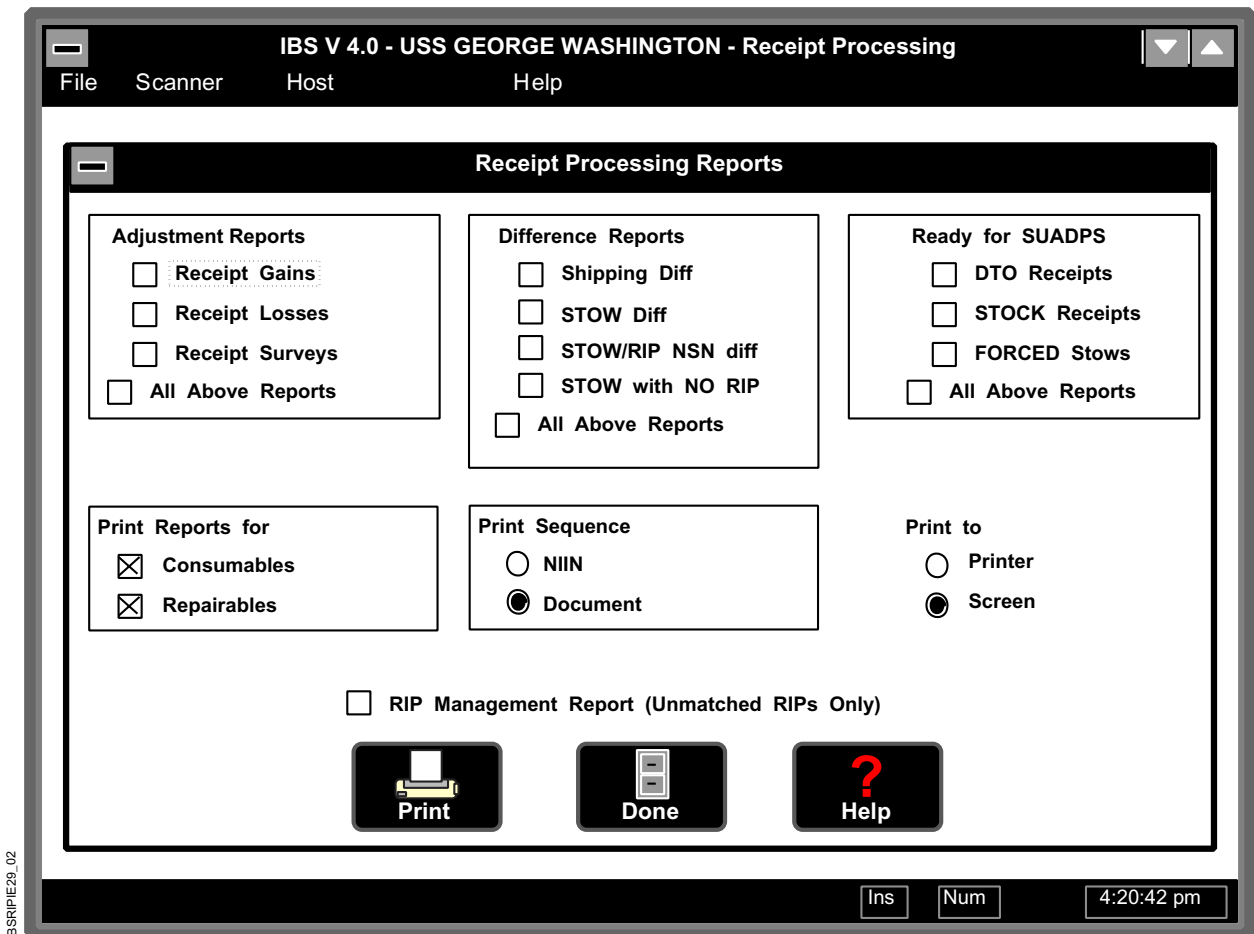 IBS V 4.0 - USS GEORGE WASHINGTON - Receipt Processing
File Scanner Host Help
Receipt Processing Reports
Adjustment Reports
Receipt Gains
Receipt Losses
Receipt Surveys
All Above Reports
Difference Reports
Shipping Diff
STOW Diff
STOW/RIP NSN diff
STOW with NO RIP
All Above Reports
Ready for SUADPS
DTO Receipts
STOCK Receipts
FORCED Stows
All Above Reports
Print Reports for
Consumables
Repairables
Print Sequence
NIIN
Document
Print to
Printer
Screen
RIP Management Report (Unmatched RIPs Only)
Print
Done
?
Help
Ins Num 4:20:42 pm
BSRIPIE29_02